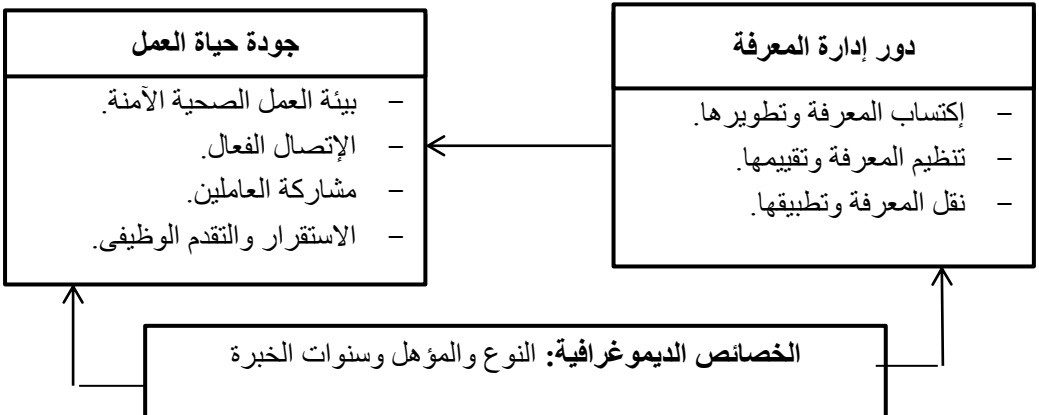 دور إدارة المعرفة
– إكتساب المعرفة وتطويرها.
– تنظيم المعرفة وتقييمها.
– نقل المعرفة وتطبيقها.
جودة حياة العمل
– بيئة العمل الصحية الآمنة.
– الإتصال الفعال.
– مشاركة العاملين.
– الاستقرار والتقدم الوظيفى.
الخصائص الديموغرافية: النوع والمؤهل وسنوات الخبرة